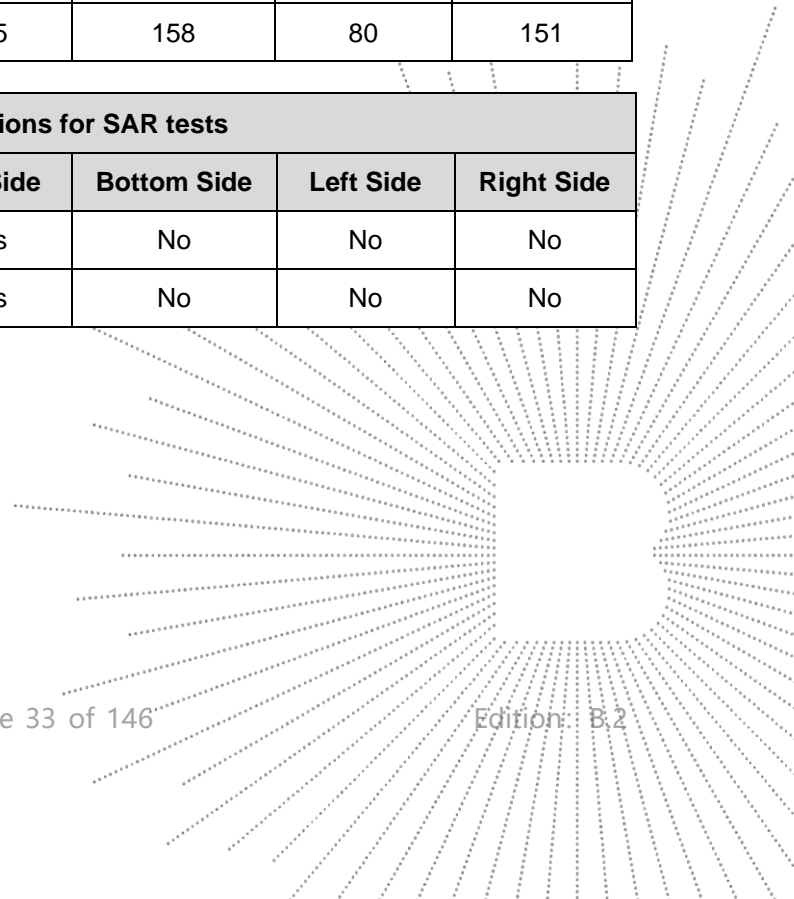 5 158 80 151
ions for SAR tests
Side Bottom Side Left Side Right Side
s No No No
s No No No
e 33 of 146 Edition: B.2